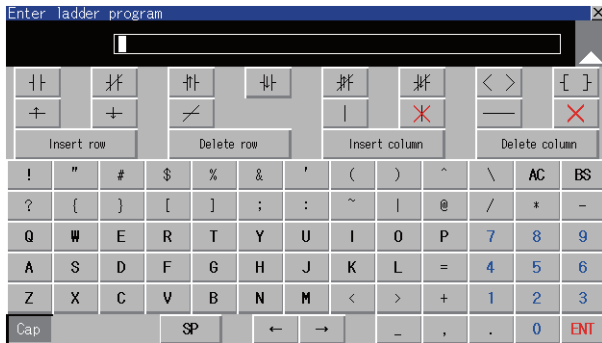 Enter ladder program
< > { }
Insert row Delete row Insert column Delete column
! " # $ % & ' ( ) ^ \ AC BS
? { } [ ] ; : ~ | @ / * -
Q W E R T Y U I O P 7 8 9
A S D F G H J K L = 4 5 6
Z X C V B N M < > + 1 2 3
Cap SP ← → _ , . 0 ENT